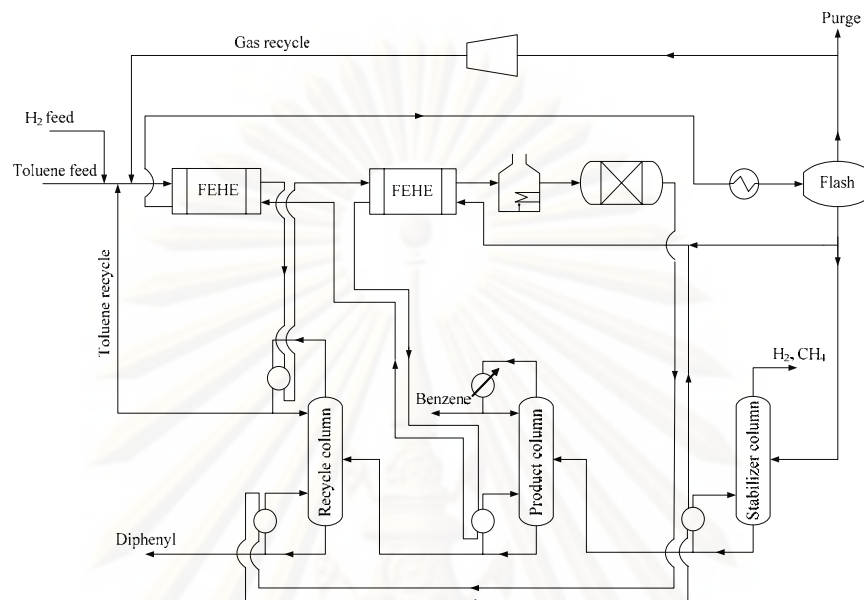 Purge
Gas recycle
H₂ feed
Toluene feed
FEHE
FEHE
Flash
Toluene recycle
H₂, CH₄
Benzene
Recycle column
Product column
Stabilizer column
Diphenyl